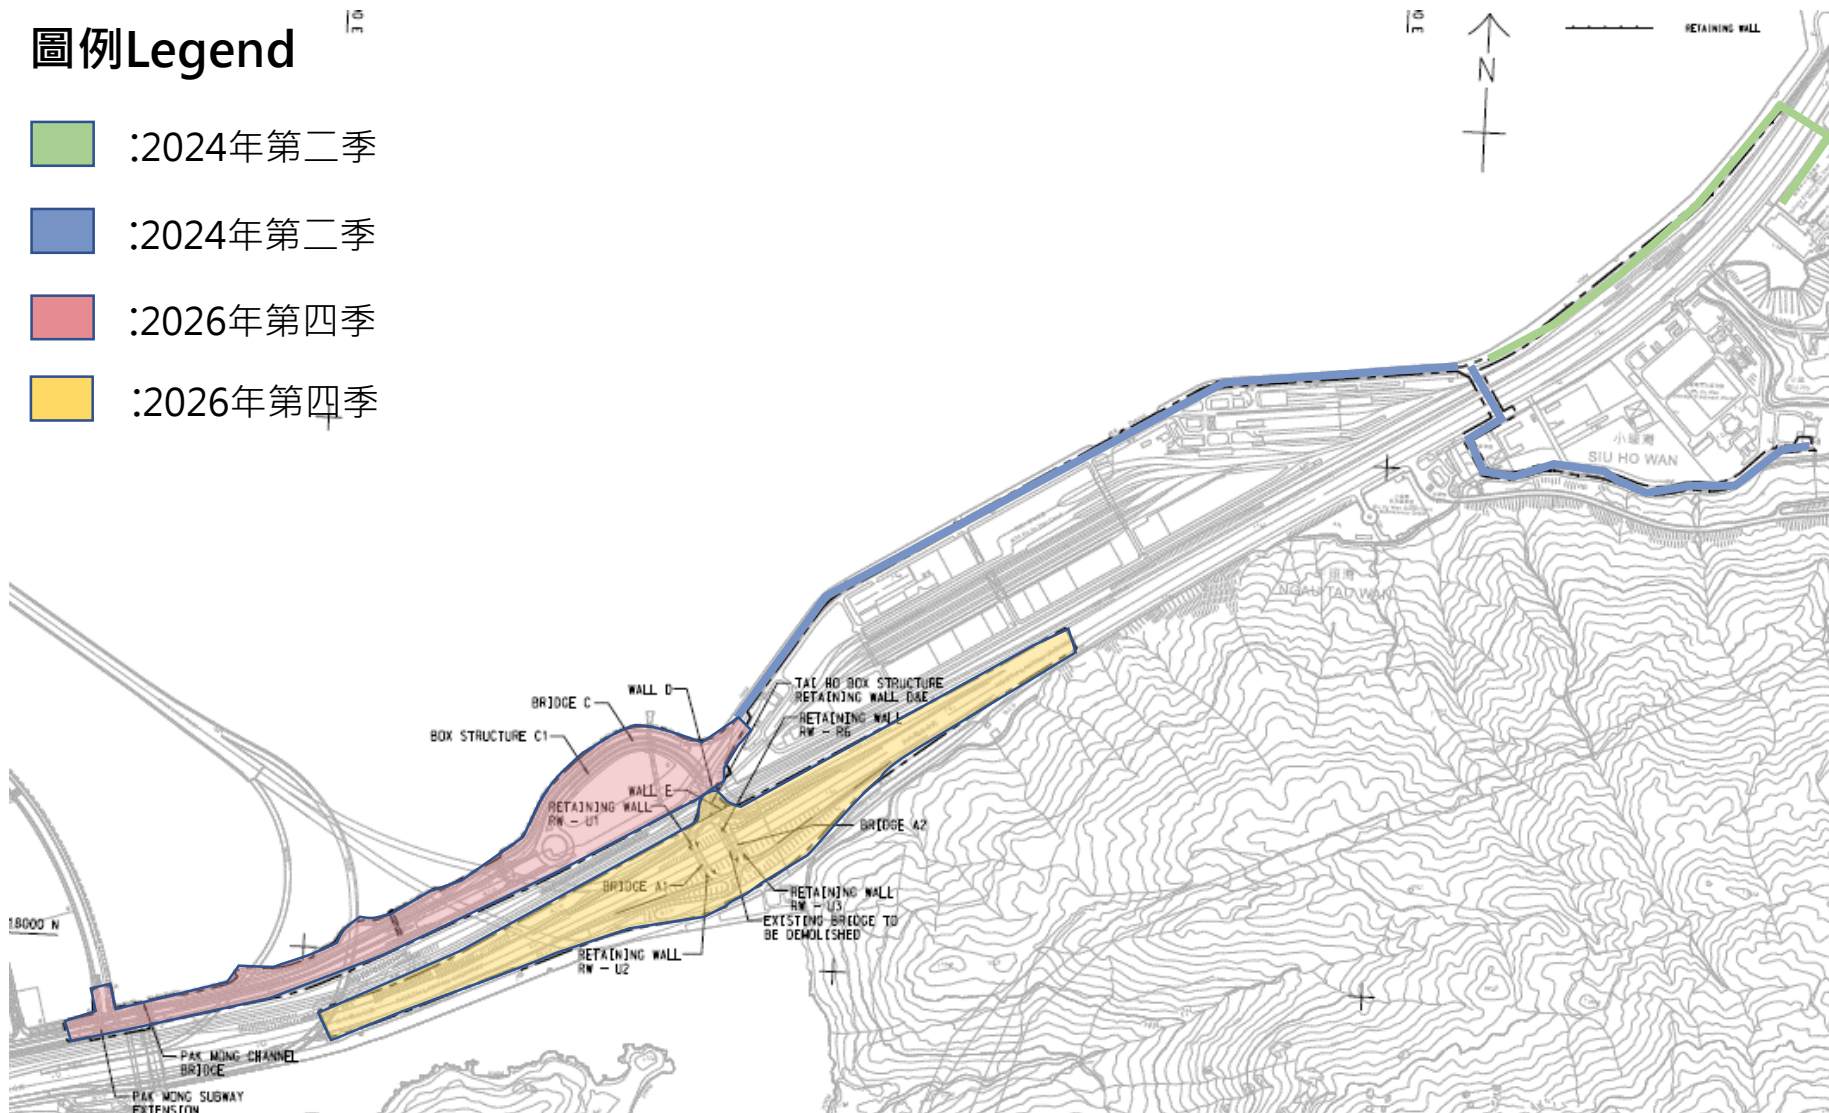 圖例Legend
:2024年第二季
:2024年第二季
:2026年第四季
:2026年第四季
N
RETAINING WALL
小蠔灣
SIU HO WAN
NGAU TAU WAN
WALL D
BRIDGE C
BOX STRUCTURE C1
TAI HO BOX STRUCTURE
RETAINING WALL D&E
RETAINING WALL
RW - R6
WALL E
RETAINING WALL
RW - U1
BRIDGE A2
BRIDGE A1
RETAINING WALL
RW - U3
EXISTING BRIDGE TO
BE DEMOLISHED
RETAINING WALL
RW - U2
18000 N
PAK MONG CHANNEL
BRIDGE
PAK MONG SUBWAY
EXTENSION